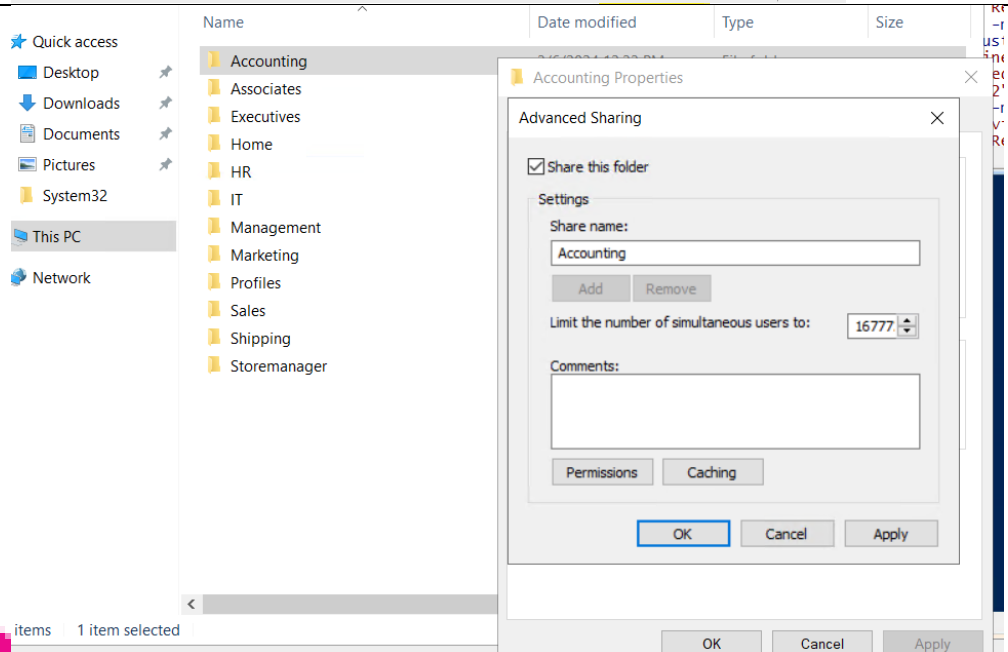 Name Date modified Type Size
Quick access
Desktop
Downloads
Documents
Pictures
System32
This PC
Network
Accounting
Associates
Executives
Home
HR
IT
Management
Marketing
Profiles
Sales
Shipping
Storemanager
Accounting Properties
Advanced Sharing
Share this folder
Settings
Share name:
Accounting
Add Remove
Limit the number of simultaneous users to: 16777
Comments:
Permissions Caching
OK Cancel Apply
items 1 item selected
OK Cancel Apply